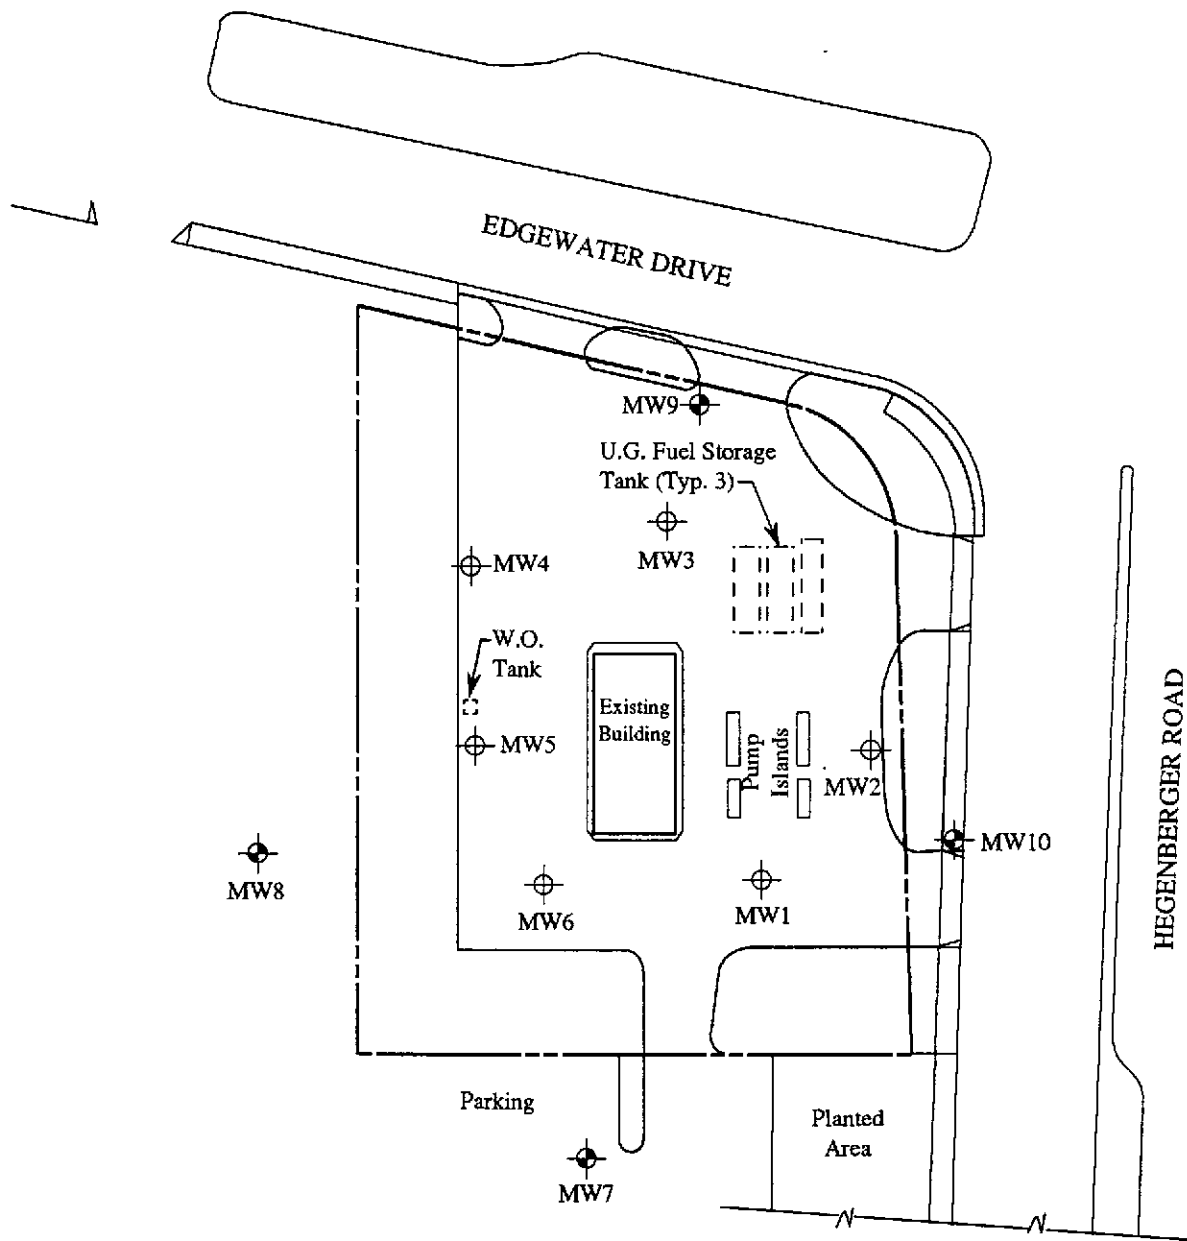 EDGEWATER DRIVE
MW9
U.G. Fuel Storage
Tank (Typ. 3)
MW3
MW4
W.O.
Tank
Existing
Building
MW5
Pump
Islands
MW2
HEGENBERGER ROAD
MW10
MW8
MW6
MW1
Parking
Planted
Area
MW7